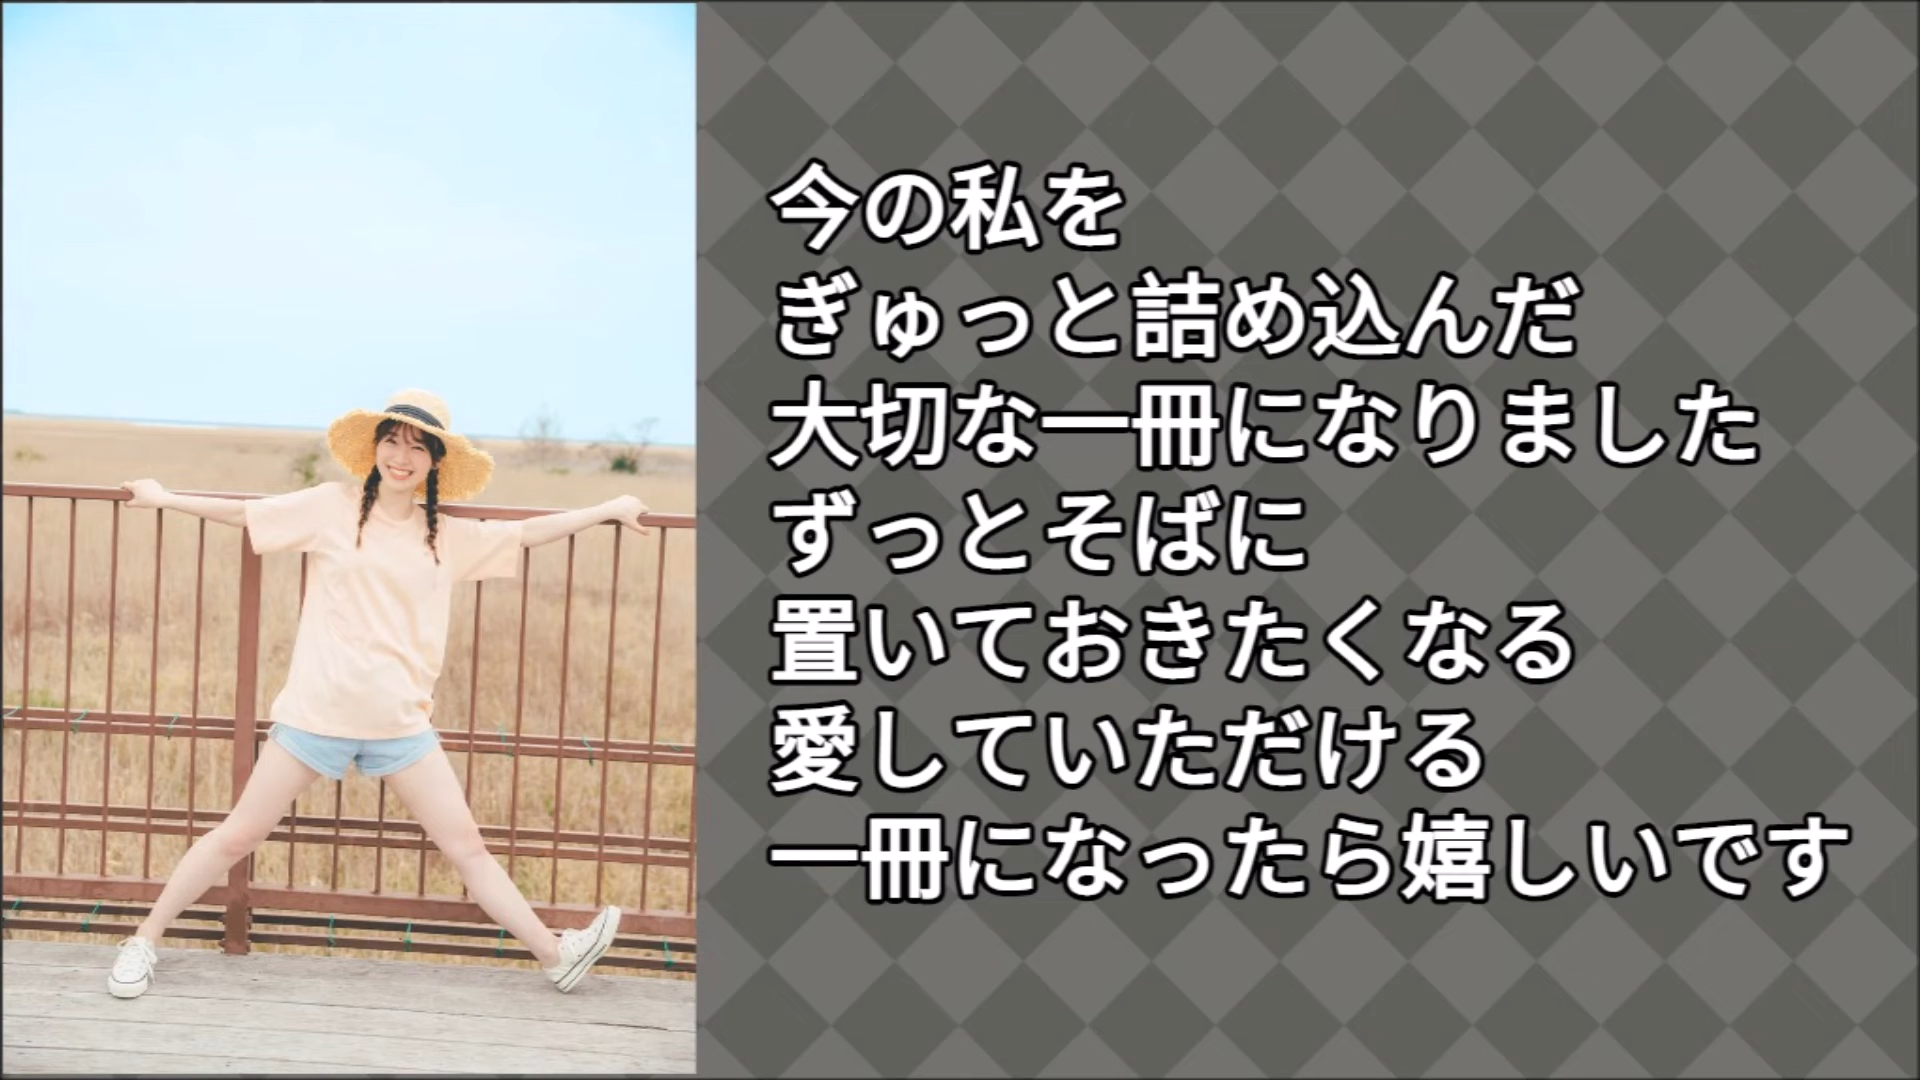 今の私を
ぎゅっと詰め込んだ
大切な一冊になりました
ずっとそばに
置いておきたくなる
愛していただける
一冊になったら嬉しいです